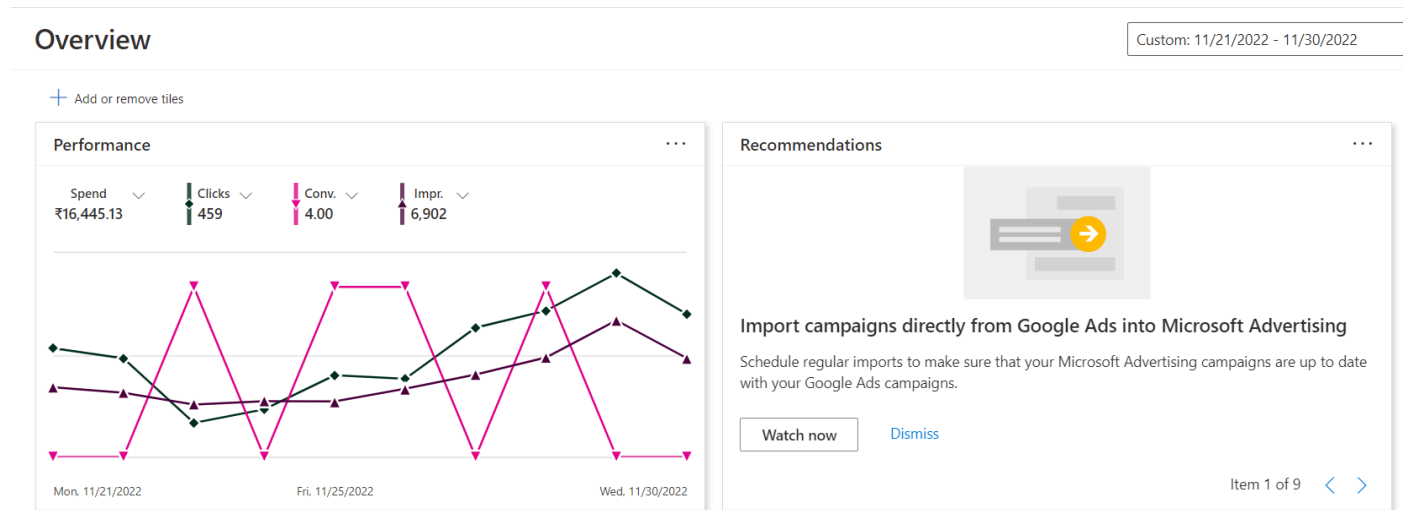 Overview
Custom: 11/21/2022 - 11/30/2022
Add or remove tiles
Performance
Spend
₹16,445.13
Clicks
459
Conv.
4.00
Impr.
6,902
Mon, 11/21/2022
Fri, 11/25/2022
Wed, 11/30/2022
Recommendations
Import campaigns directly from Google Ads into Microsoft Advertising
Schedule regular imports to make sure that your Microsoft Advertising campaigns are up to date
with your Google Ads campaigns.
Watch now
Dismiss
Item 1 of 9